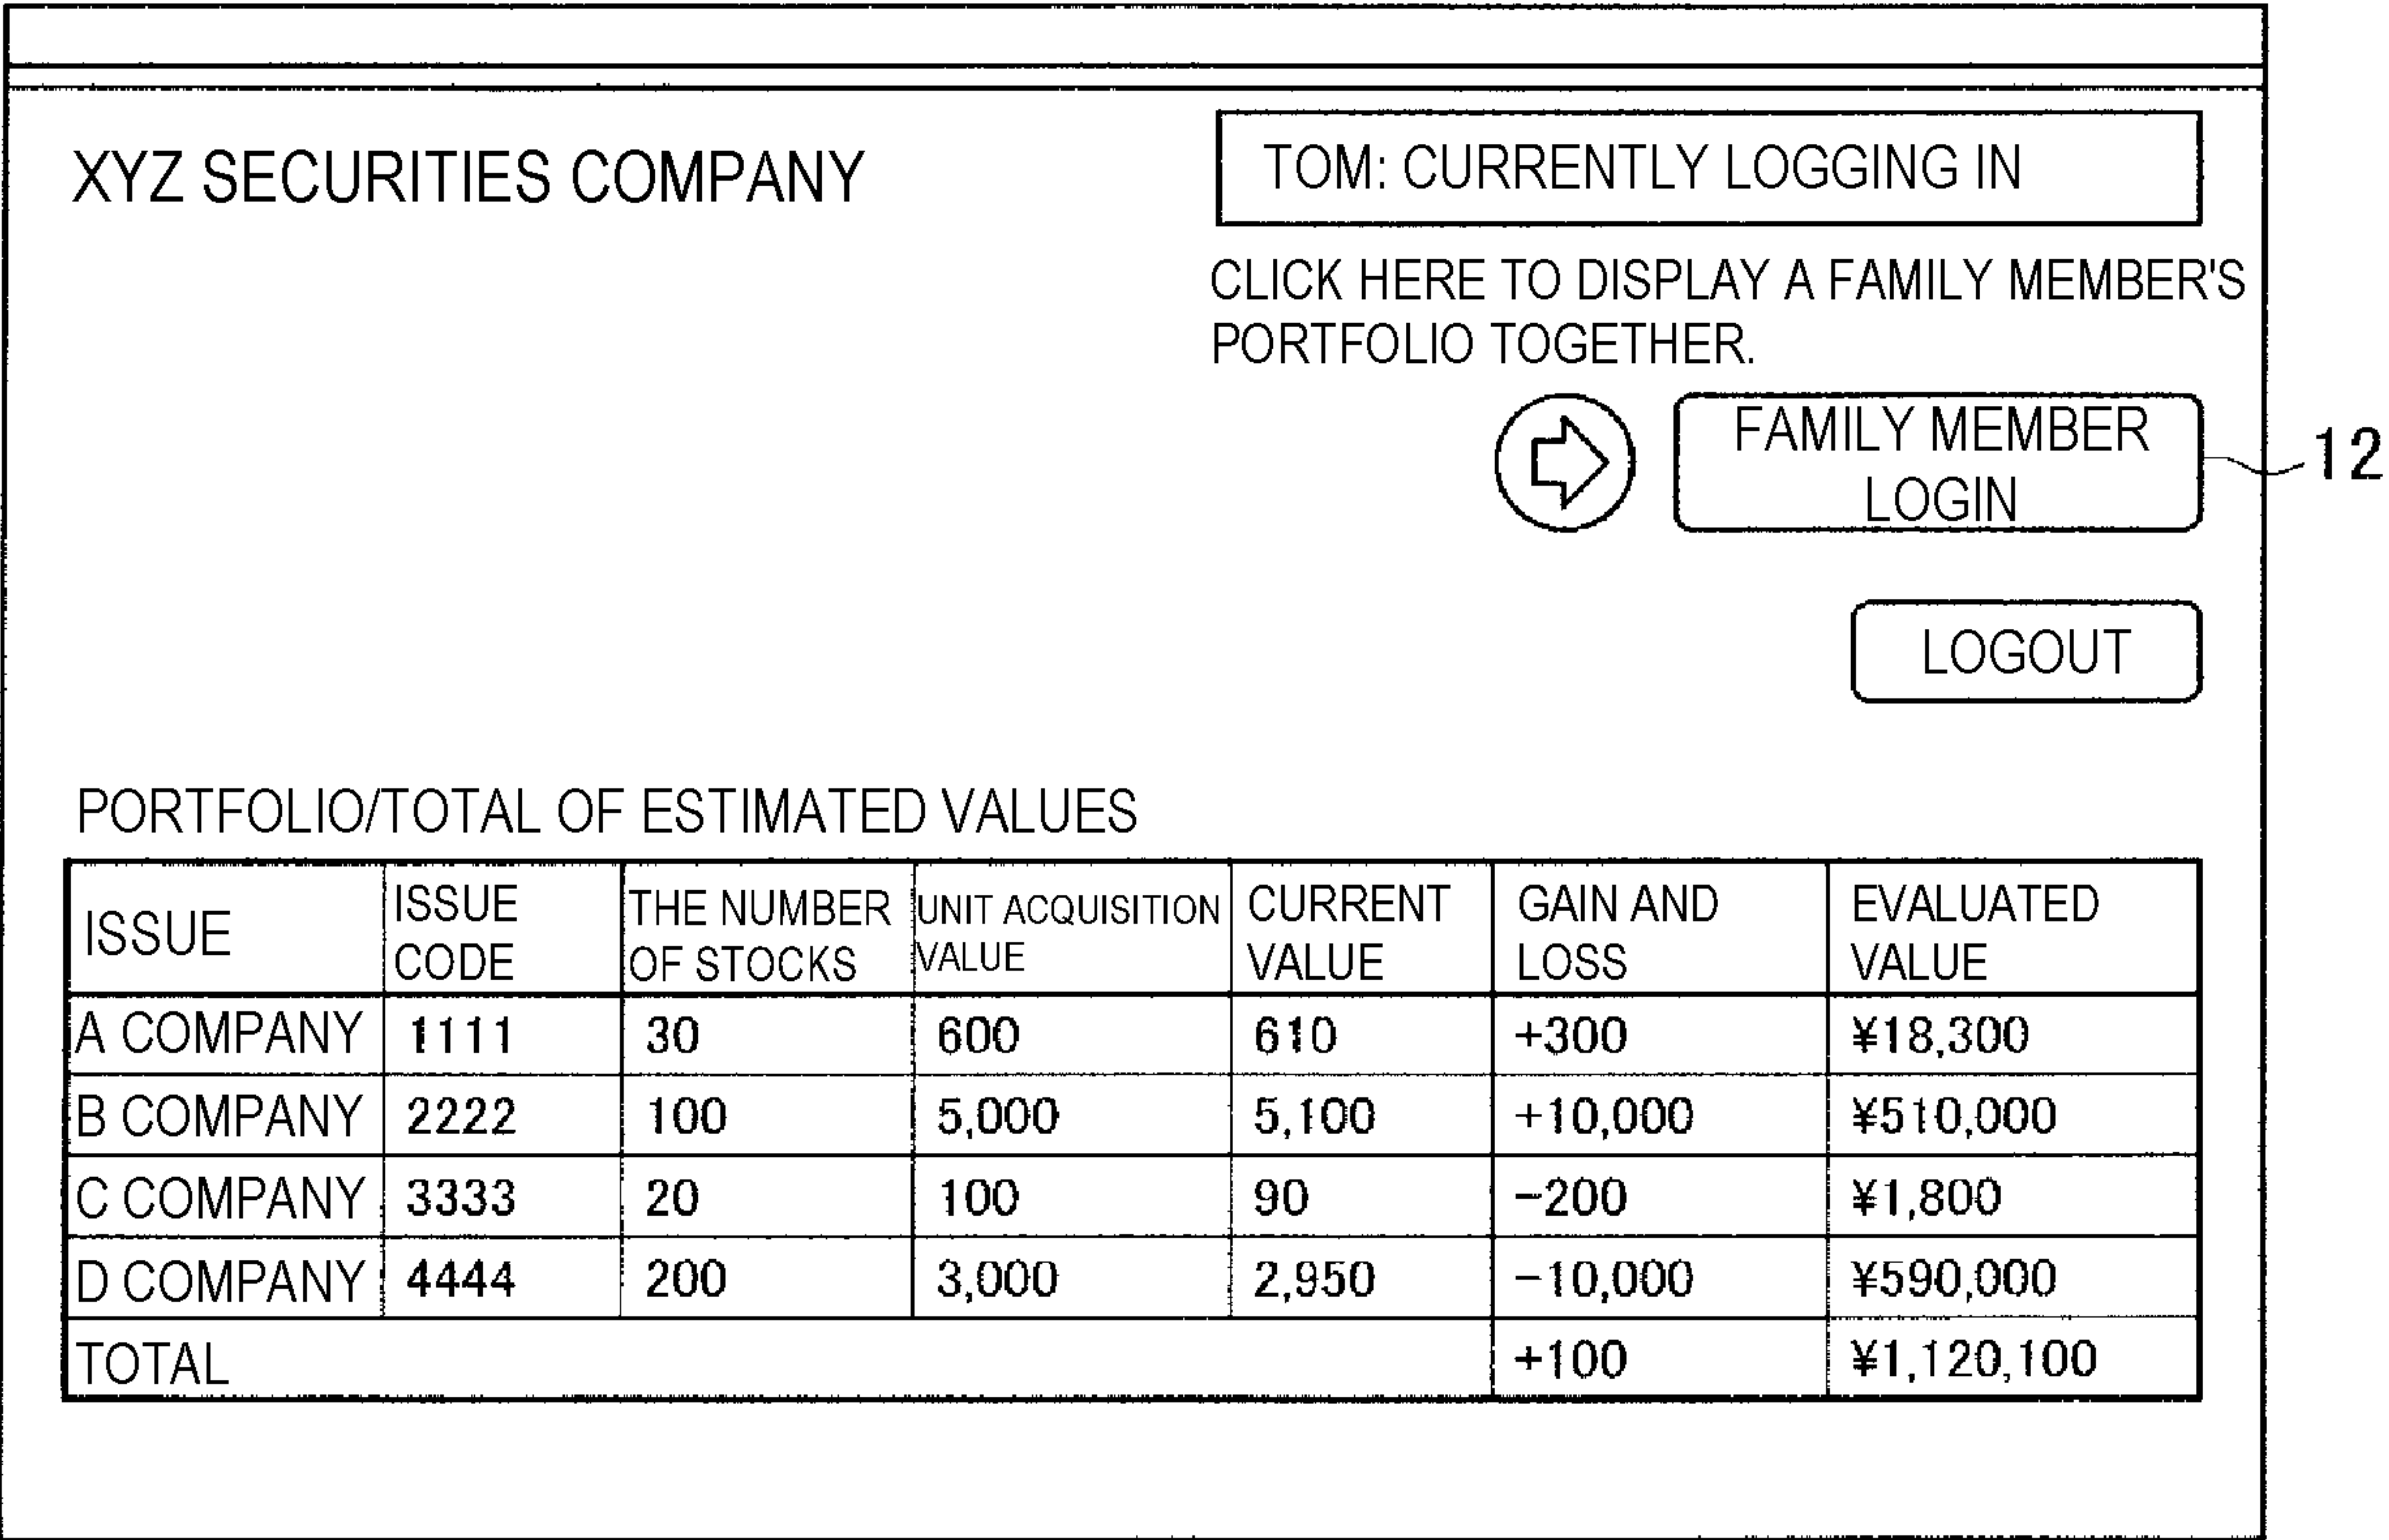 XYZ SECURITIES COMPANY
TOM: CURRENTLY LOGGING IN
CLICK HERE TO DISPLAY A FAMILY MEMBER'S
PORTFOLIO TOGETHER.
FAMILY MEMBER
LOGIN
12
LOGOUT
PORTFOLIO/TOTAL OF ESTIMATED VALUES
ISSUE
ISSUE
CODE
THE NUMBER
OF STOCKS
UNIT ACQUISITION
VALUE
CURRENT
VALUE
GAIN AND
LOSS
EVALUATED
VALUE
A COMPANY 1111 30 600 610 +300 ¥18,300
B COMPANY 2222 100 5,000 5,100 +10,000 ¥510,000
C COMPANY 3333 20 100 90 -200 ¥1,800
D COMPANY 4444 200 3,000 2,950 -10,000 ¥590,000
TOTAL +100 ¥1,120,100